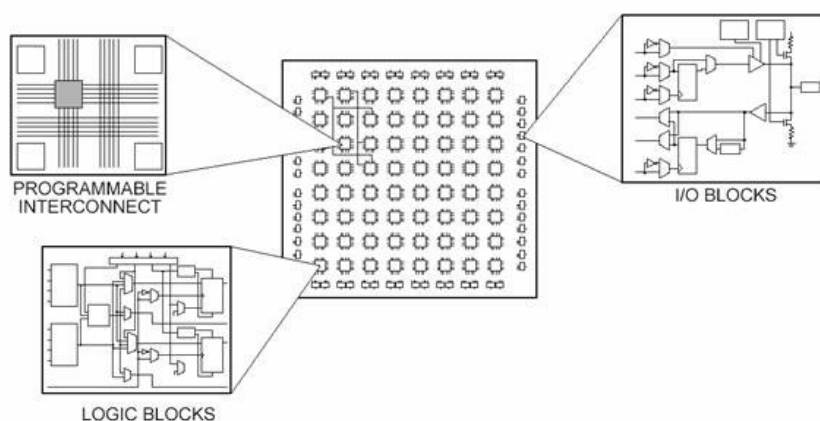 PROGRAMMABLE
INTERCONNECT
I/O BLOCKS
LOGIC BLOCKS